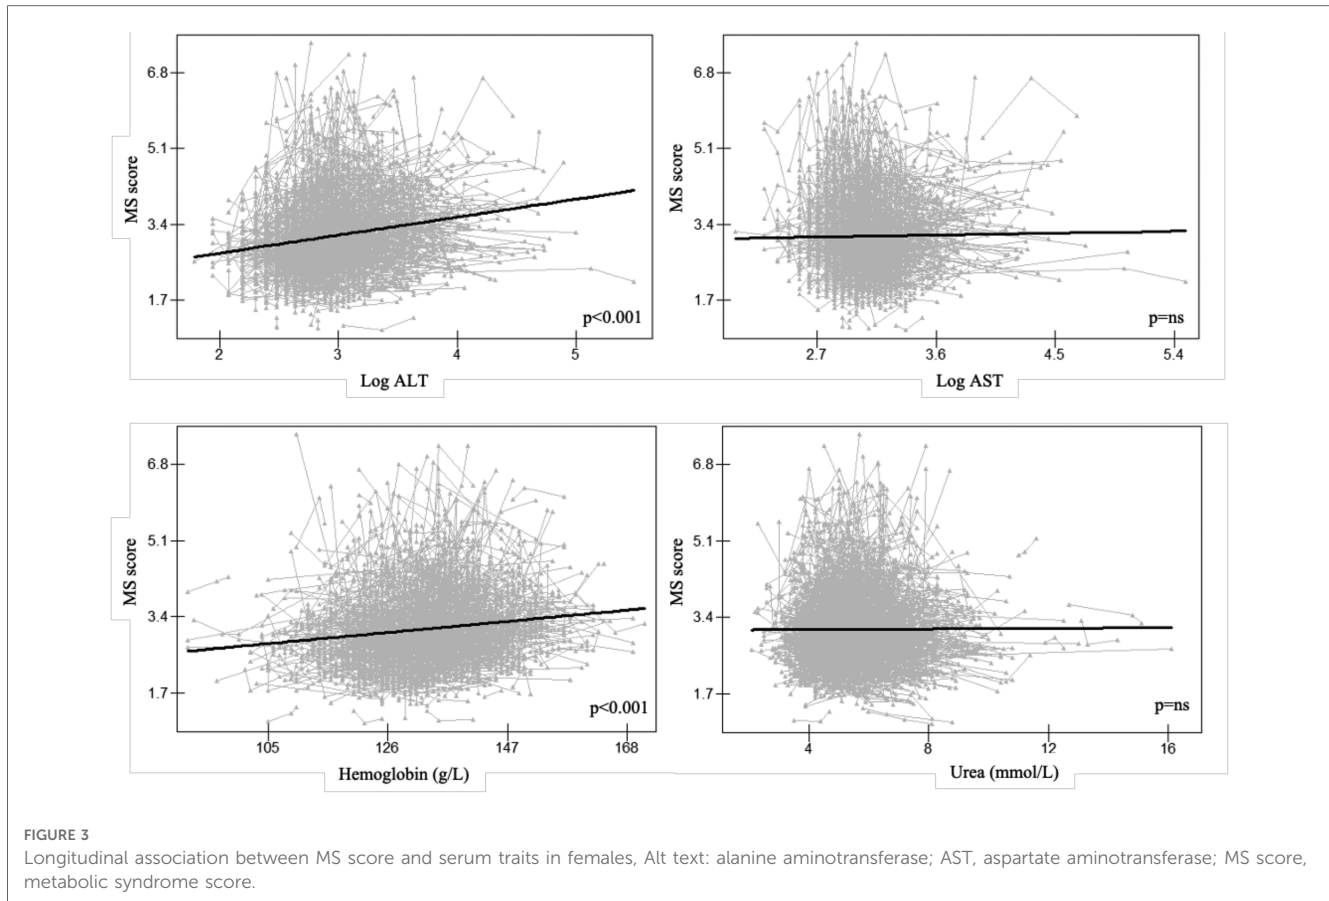 6.8
5.1
3.4
1.7
MS score
p<0.001
2 3 4 5
Log ALT
6.8
5.1
3.4
1.7
MS score
p=ns
2.7 3.6 4.5 5.4
Log AST
6.8
5.1
3.4
1.7
MS score
p<0.001
105 126 147 168
Hemoglobin (g/L)
6.8
5.1
3.4
1.7
MS score
p=ns
4 8 12 16
Urea (mmol/L)
FIGURE 3
Longitudinal association between MS score and serum traits in females, Alt text: alanine aminotransferase; AST, aspartate aminotransferase; MS score,
metabolic syndrome score.